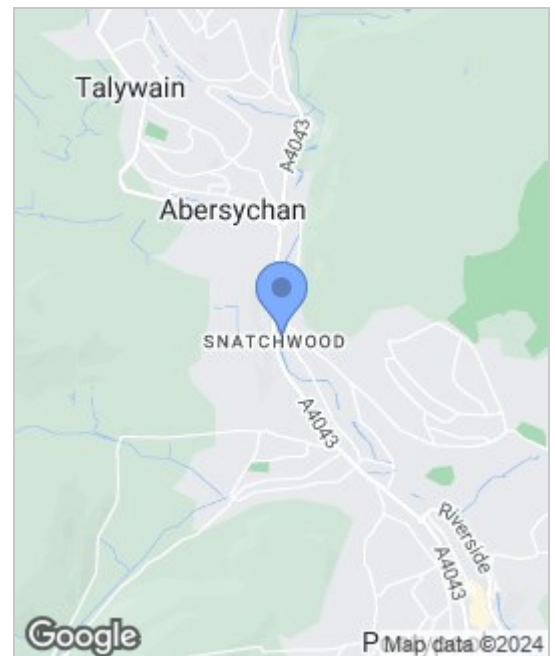 Talywain
A4043
Abersychan
SNATCHWOOD
A4043
Riverside
A4043
Google
Map data ©2024